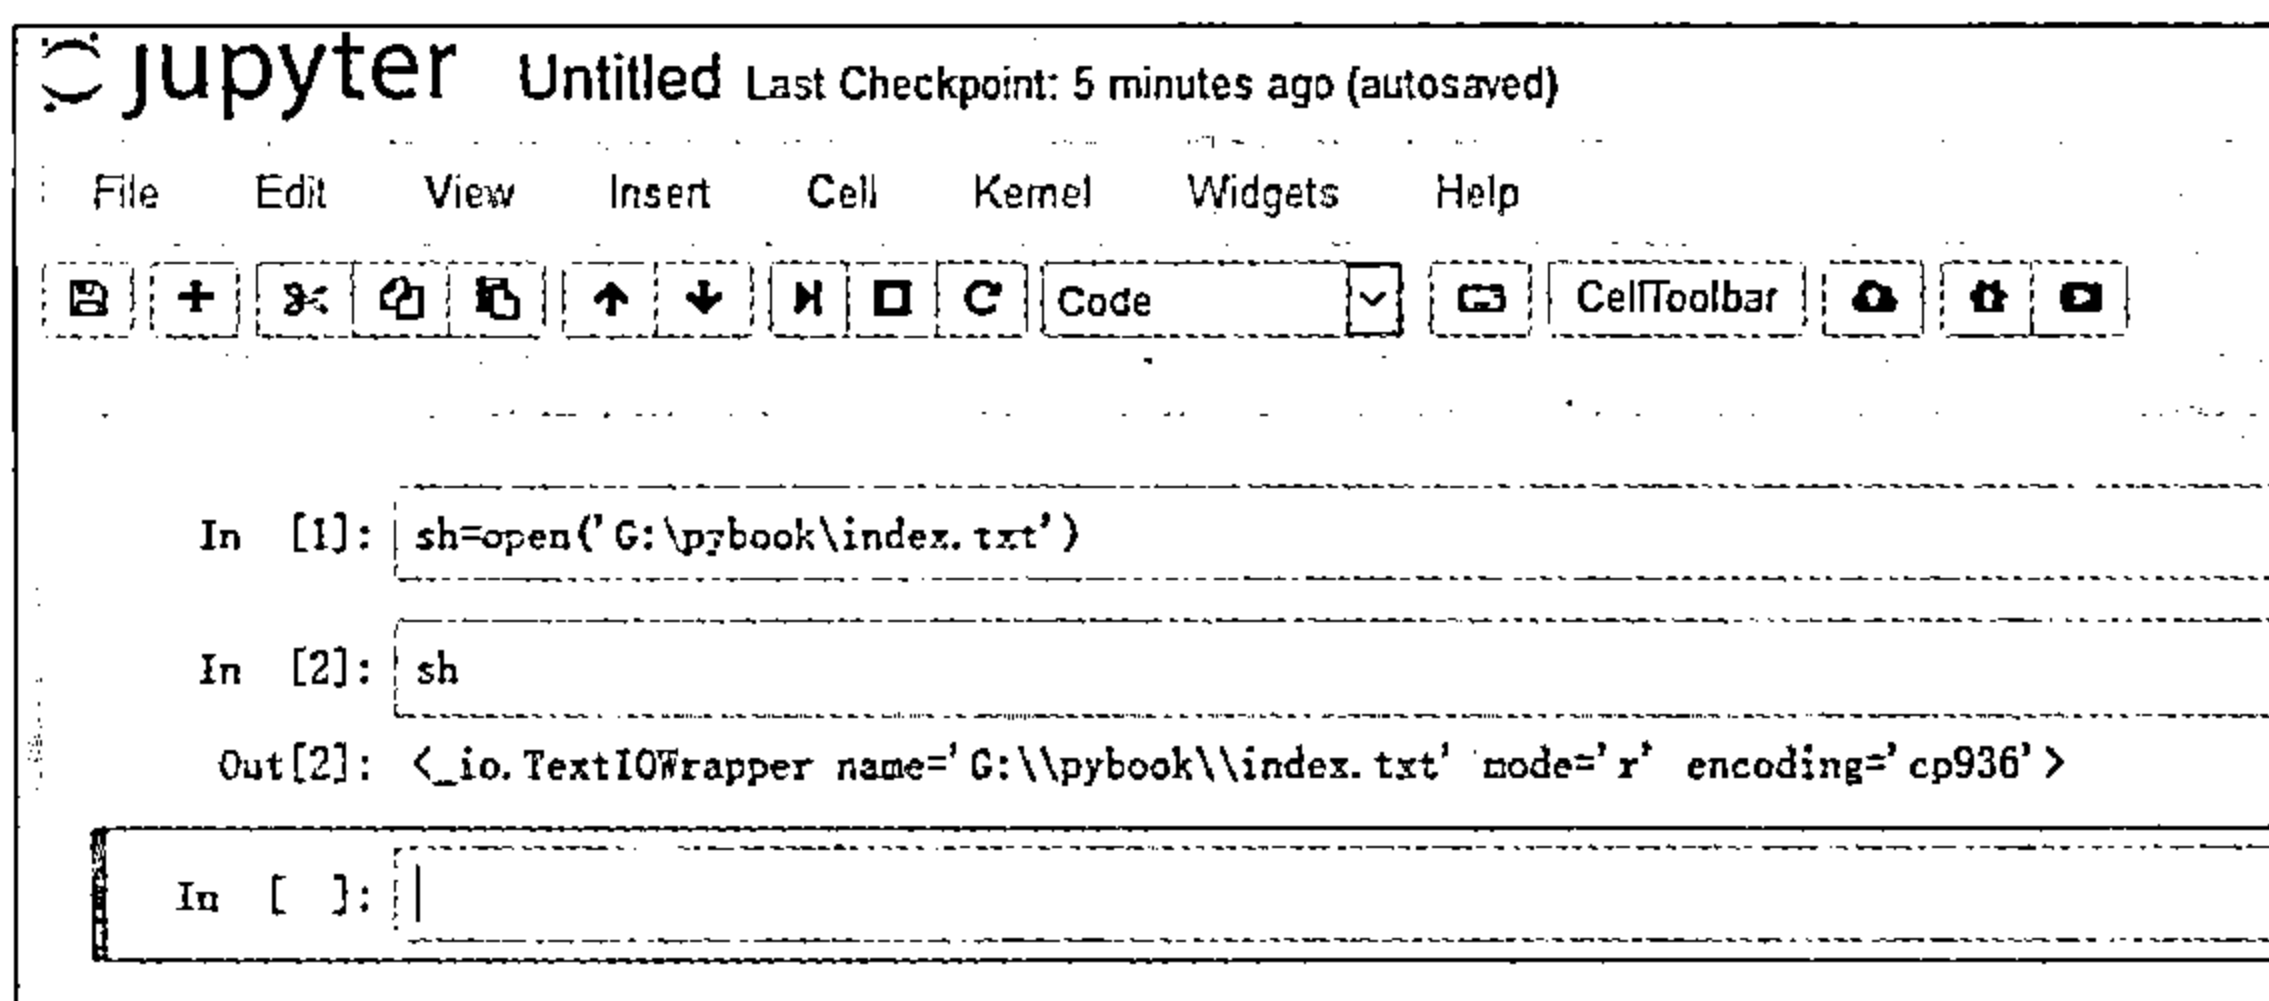 jupyter Untitled Last Checkpoint: 5 minutes ago (autosaved)
File Edit View Insert Cell Kernel Widgets Help
Code CellToolbar
In [1]: sh=open('G:\pybook\index.txt')
In [2]: sh
Out[2]: <_io.TextIOWrapper name='G:\\pybook\\index.txt' mode='r' encoding='cp936'>
In [ ]: